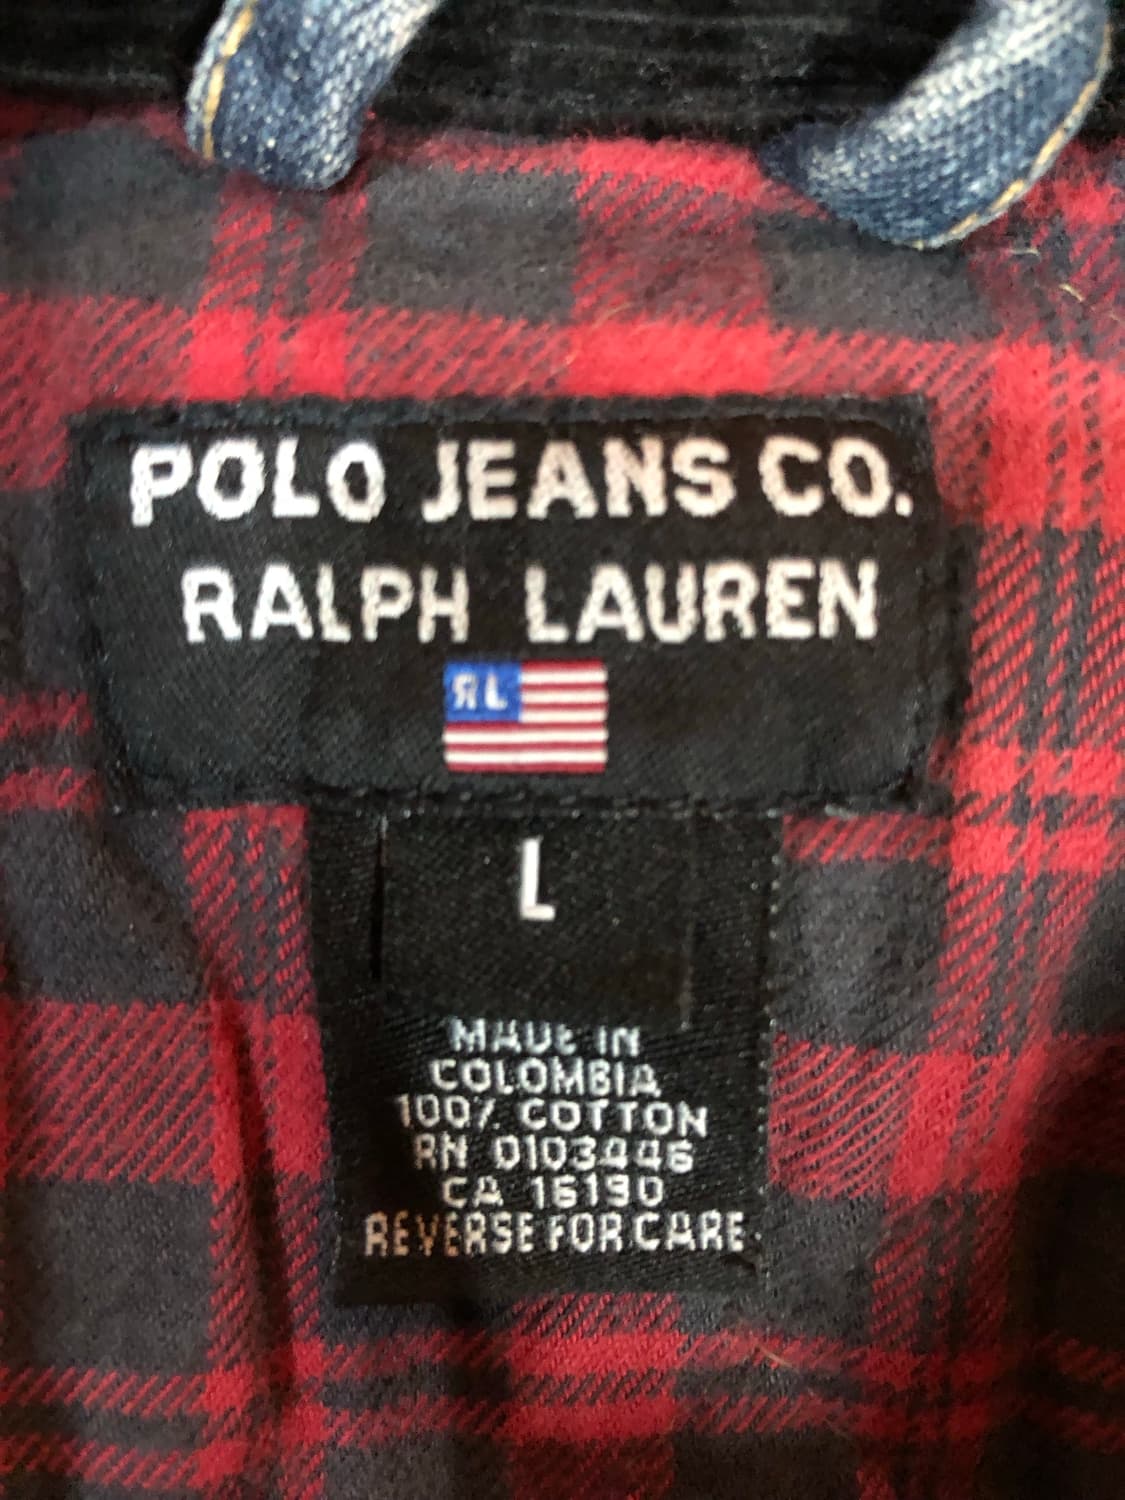 POLO JEANS CO.
RALPH LAUREN
RL
L
MADE IN
COLOMBIA
100% COTTON
RN 0103446
CA 16190
REVERSE FOR CARE